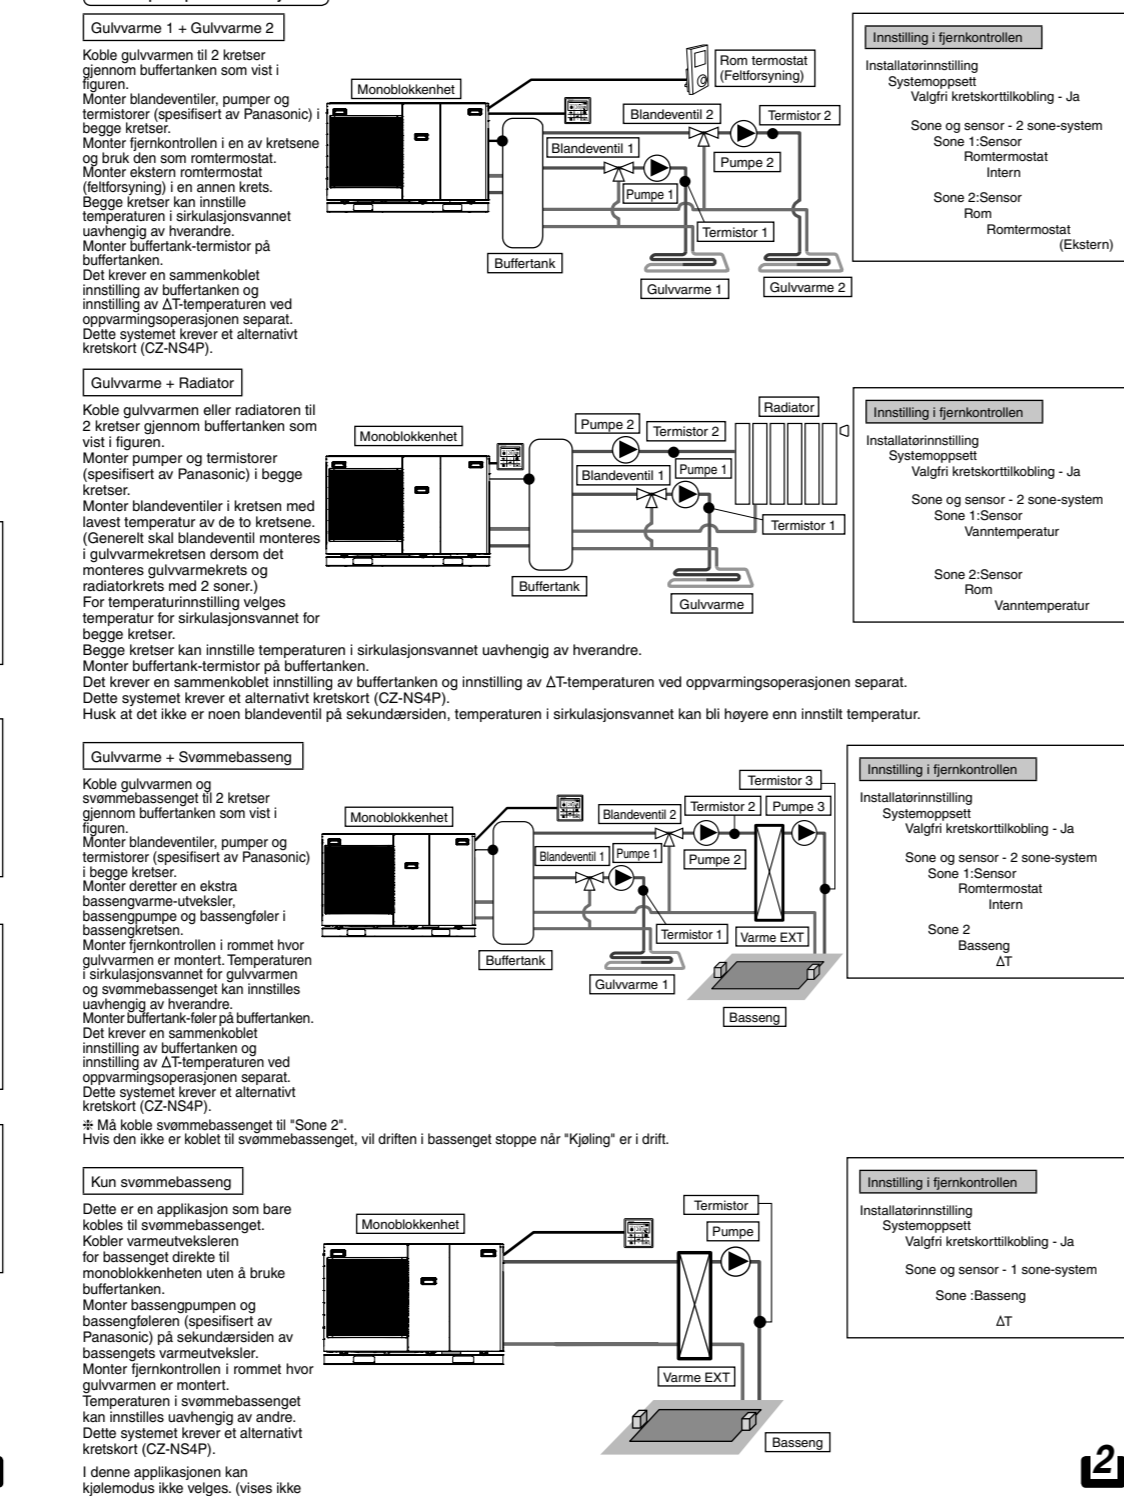 Gulvvarme 1 + Gulvvarme 2
Koble gulvvarmen til 2 kretser
gjennom buffertanken som vist i
figuren.
Monter blandeventiler, pumper og
termistorer (spesifisert av Panasonic) i
begge kretser.
Monter fjernkontrollen i en av kretsene
og bruk den som romtermostat.
Monter ekstern romtermostat
(feltforsyning) i en annen krets.
Begge kretser kan innstille
temperaturen i sirkulasjonsvannet
uavhengig av hverandre.
Monter buffertank-termistor på
buffertanken.
Det krever en sammenkoblet
innstilling av buffertanken og
innstilling av ΔT-temperaturen ved
oppvarmingsoperasjonen separat.
Dette systemet krever et alternativt
kretskort (CZ-NS4P).
Monoblokkenhet
Rom termostat
(Feltforsyning)
Blandeventil 2
Termistor 2
Blandeventil 1
Pumpe 2
Pumpe 1
Termistor 1
Buffertank
Gulvvarme 1
Gulvvarme 2
Innstilling i fjernkontrollen
Installatørinnstilling
Systemoppsett
Valgfri kretskorttilkobling - Ja
Sone og sensor - 2 sone-system
Sone 1:Sensor
Romtermostat
Intern
Sone 2:Sensor
Rom
Romtermostat
(Ekstern)
Gulvvarme + Radiator
Koble gulvvarmen eller radiatoren til
2 kretser gjennom buffertanken som
vist i figuren.
Monter pumper og termistorer
(spesifisert av Panasonic) i begge
kretser.
Monter blandeventiler i kretsen med
lavest temperatur av de to kretsene.
(Generelt skal blandeventil monteres
i gulvvarmekretsen dersom det
monteres gulvvarmekrets og
radiatorkrets med 2 soner.)
For temperaturinnstilling velges
temperatur for sirkulasjonsvannet for
begge kretser.
Begge kretser kan innstille temperaturen i sirkulasjonsvannet uavhengig av hverandre.
Monter buffertank-termistor på buffertanken.
Det krever en sammenkoblet innstilling av buffertanken og innstilling av ΔT-temperaturen ved oppvarmingsoperasjonen separat.
Dette systemet krever et alternativt kretskort (CZ-NS4P).
Husk at det ikke er noen blandeventil på sekundærsiden, temperaturen i sirkulasjonsvannet kan bli høyere enn innstilt temperatur.
Monoblokkenhet
Pumpe 2
Termistor 2
Radiator
Blandeventil 1
Pumpe 1
Termistor 1
Buffertank
Gulvvarme
Innstilling i fjernkontrollen
Installatørinnstilling
Systemoppsett
Valgfri kretskorttilkobling - Ja
Sone og sensor - 2 sone-system
Sone 1:Sensor
Vanntemperatur
Sone 2:Sensor
Rom
Vanntemperatur
Gulvvarme + Svømmebasseng
Koble gulvvarmen og
svømmebassenget til 2 kretser
gjennom buffertanken som vist i
figuren.
Monter blandeventiler, pumper og
termistorer (spesifisert av Panasonic)
i begge kretser.
Monter deretter en ekstra
bassengvarme-utveksler,
bassengpumpe og bassengføler i
bassengkretsen.
Monter fjernkontrollen i rommet hvor
gulvvarmen er montert. Temperaturen
i sirkulasjonsvannet for gulvvarmen
og svømmebassenget kan innstilles
uavhengig av hverandre.
Monter buffertank-føler på buffertanken.
Det krever en sammenkoblet
innstilling av buffertanken og
innstilling av ΔT-temperaturen ved
oppvarmingsoperasjonen separat.
Dette systemet krever et alternativt
kretskort (CZ-NS4P).
❉ Må koble svømmebassenget til "Sone 2".
Hvis den ikke er koblet til svømmebassenget, vil driften i bassenget stoppe når "Kjøling" er i drift.
Monoblokkenhet
Termistor 3
Blandeventil 2
Termistor 2
Pumpe 3
Blandeventil 1
Pumpe 1
Pumpe 2
Termistor 1
Varme EXT
Buffertank
Gulvvarme 1
Basseng
Innstilling i fjernkontrollen
Installatørinnstilling
Systemoppsett
Valgfri kretskorttilkobling - Ja
Sone og sensor - 2 sone-system
Sone 1:Sensor
Romtermostat
Intern
Sone 2
Basseng
ΔT
Kun svømmebasseng
Dette er en applikasjon som bare
kobles til svømmebassenget.
Kobler varmeutveksleren
for bassenget direkte til
monoblokkenheten uten å bruke
buffertanken.
Monter bassengpumpen og
bassengføleren (spesifisert av
Panasonic) på sekundærsiden av
bassengets varmeutveksler.
Monter fjernkontrollen i rommet hvor
gulvvarmen er montert.
Temperaturen i svømmebassenget
kan innstilles uavhengig av andre.
Dette systemet krever et alternativt
kretskort (CZ-NS4P).
I denne applikasjonen kan
kjølemodus ikke velges. (vises ikke
Monoblokkenhet
Termistor
Pumpe
Varme EXT
Basseng
Innstilling i fjernkontrollen
Installatørinnstilling
Systemoppsett
Valgfri kretskorttilkobling - Ja
Sone og sensor - 1 sone-system
Sone :Basseng
ΔT
2